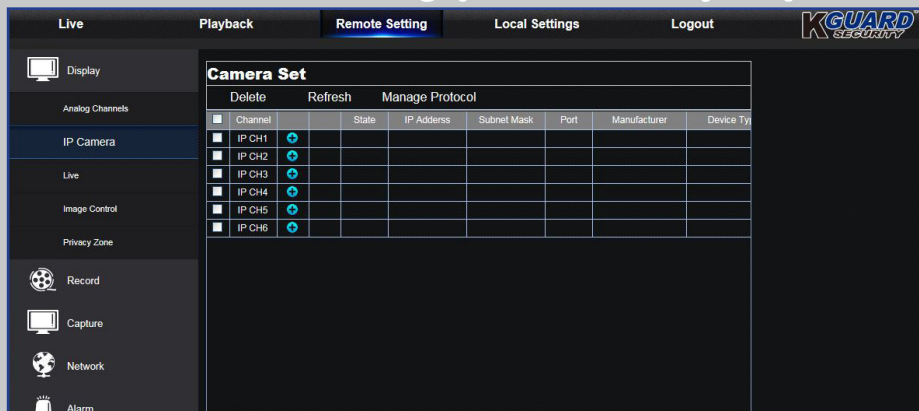 Live Playback Remote Setting Local Settings Logout KGUARD SECURITY
Display
Analog Channels
IP Camera
Live
Image Control
Privacy Zone
Record
Capture
Network
Alarm
Camera Set
Delete Refresh Manage Protocol
Channel State IP Adderss Subnet Mask Port Manufacturer Device Ty
IP CH1
IP CH2
IP CH3
IP CH4
IP CH5
IP CH6